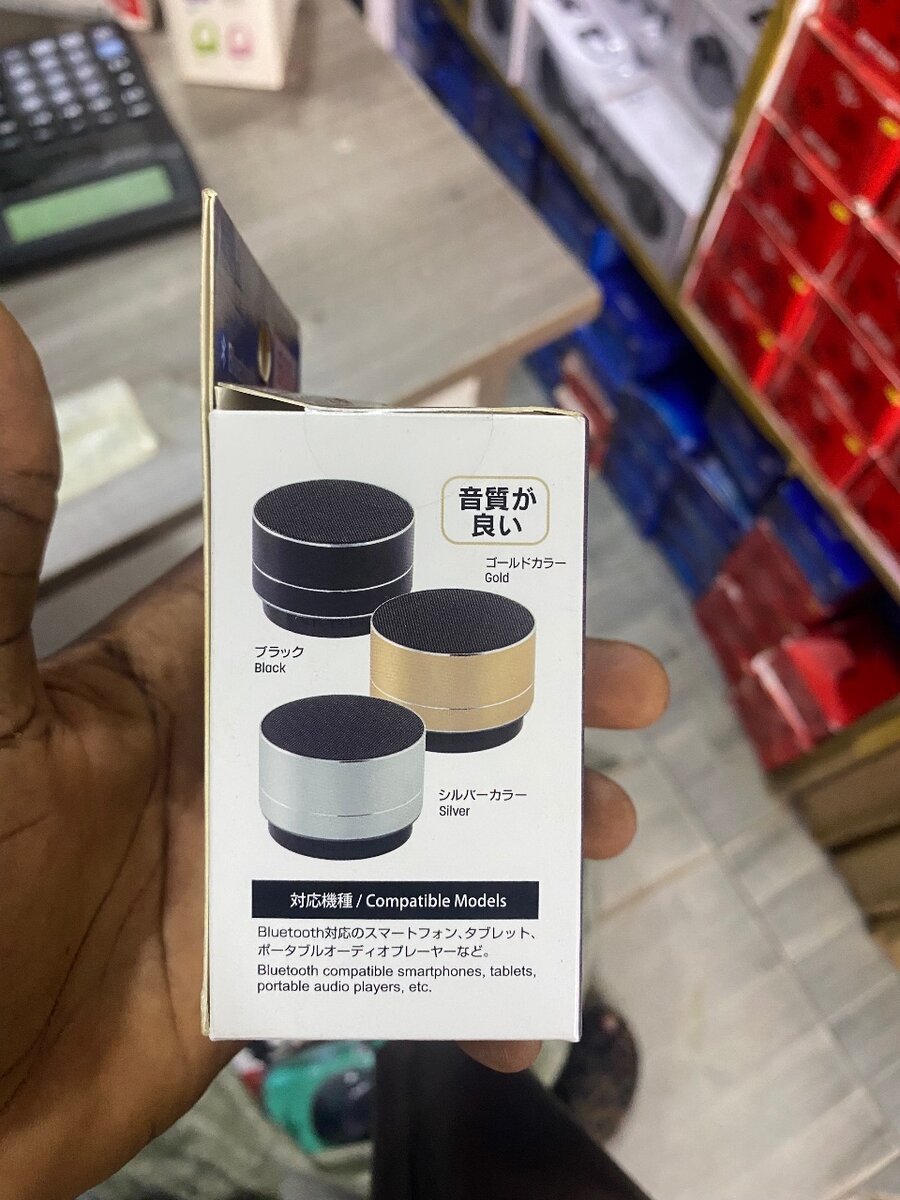 音質が
良い
ゴールドカラー
Gold
ブラック
Black
シルバーカラー
Silver
対応機種 / Compatible Models
Bluetooth対応のスマートフォン、タブレット、
ポータブルオーディオプレーヤーなど。
Bluetooth compatible smartphones, tablets,
portable audio players, etc.